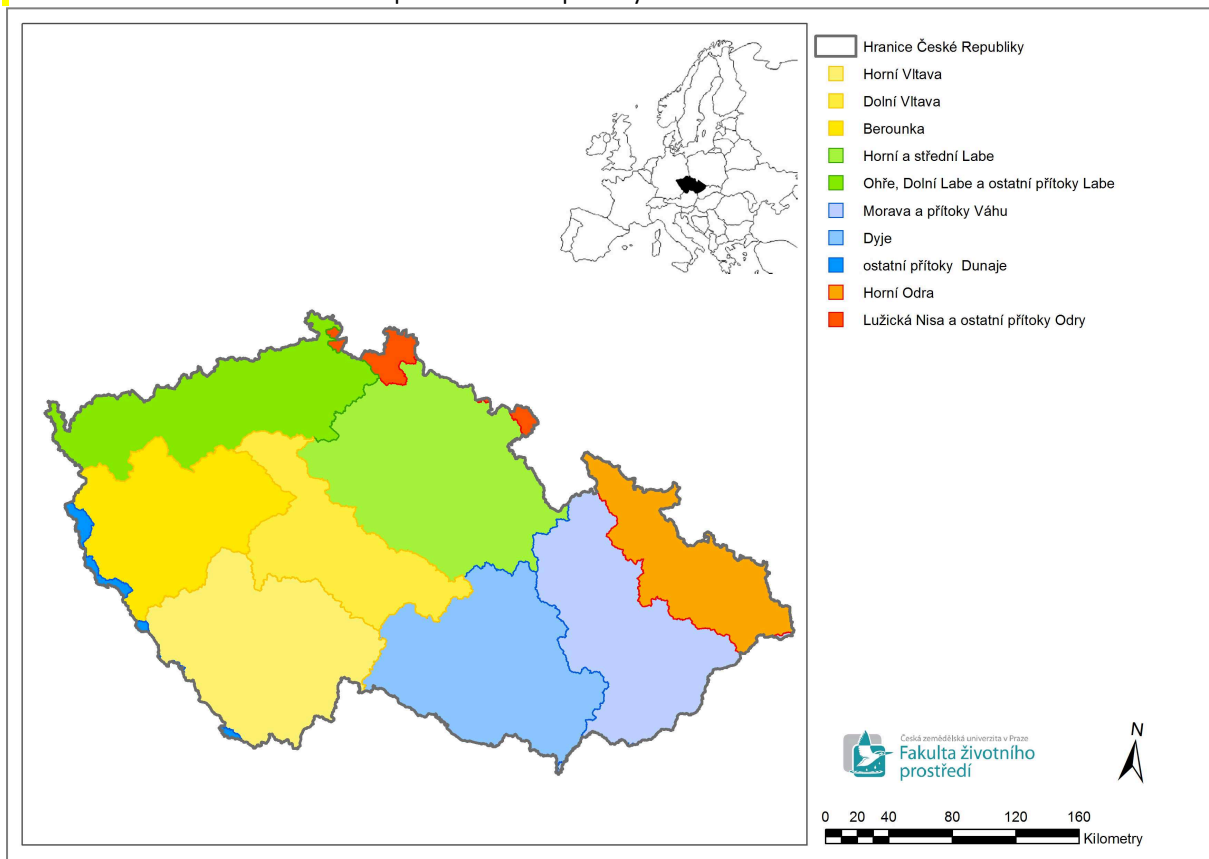 Hranice České Republiky
Horní Vltava
Dolní Vltava
Berounka
Horní a střední Labe
Ohře, Dolní Labe a ostatní přítoky Labe
Morava a přítoky Váhu
Dyje
ostatní přítoky Dunaje
Horní Odra
Lužická Nisa a ostatní přítoky Odry
Česká zemědělská univerzita v Praze
Fakulta životního
prostředí
N
0 20 40 80 120 160
Kilometry